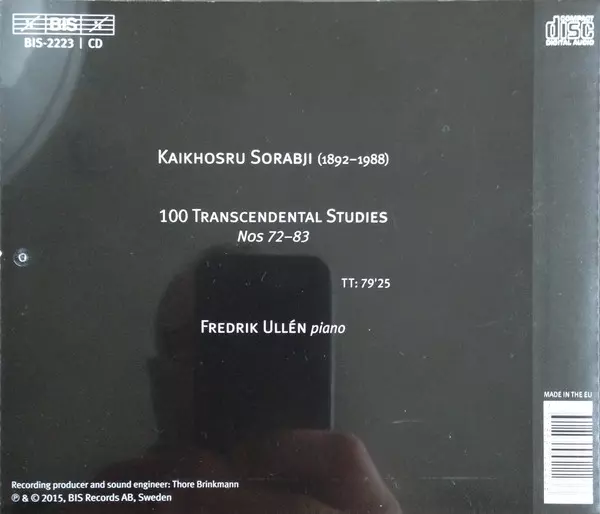 BIS
BIS-2223 | CD
COMPACT
disc
DIGITAL AUDIO
KAIKHOSRU SORABJI (1892–1988)
100 TRANSCENDENTAL STUDIES
Nos 72–83
TT: 79'25
FREDRIK ULLÉN piano
MADE IN THE EU
Recording producer and sound engineer: Thore Brinkmann
℗ & © 2015, BIS Records AB, Sweden